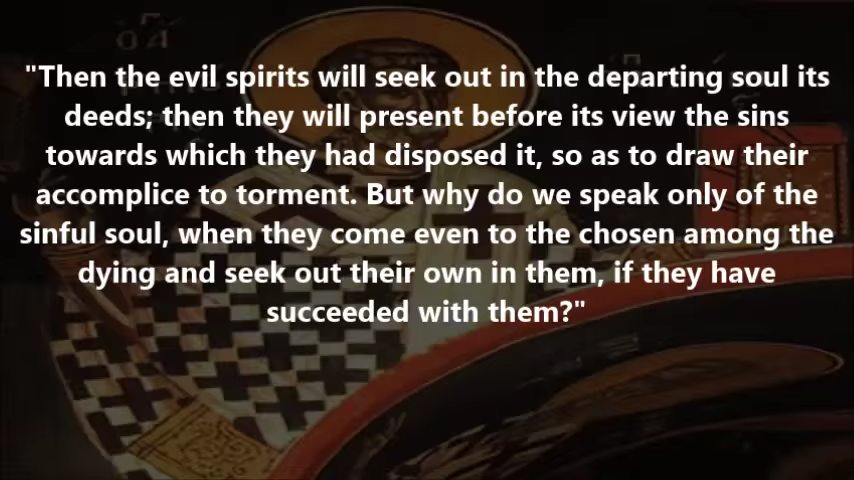 "Then the evil spirits will seek out in the departing soul its
deeds; then they will present before its view the sins
towards which they had disposed it, so as to draw their
accomplice to torment. But why do we speak only of the
sinful soul, when they come even to the chosen among the
dying and seek out their own in them, if they have
succeeded with them?"